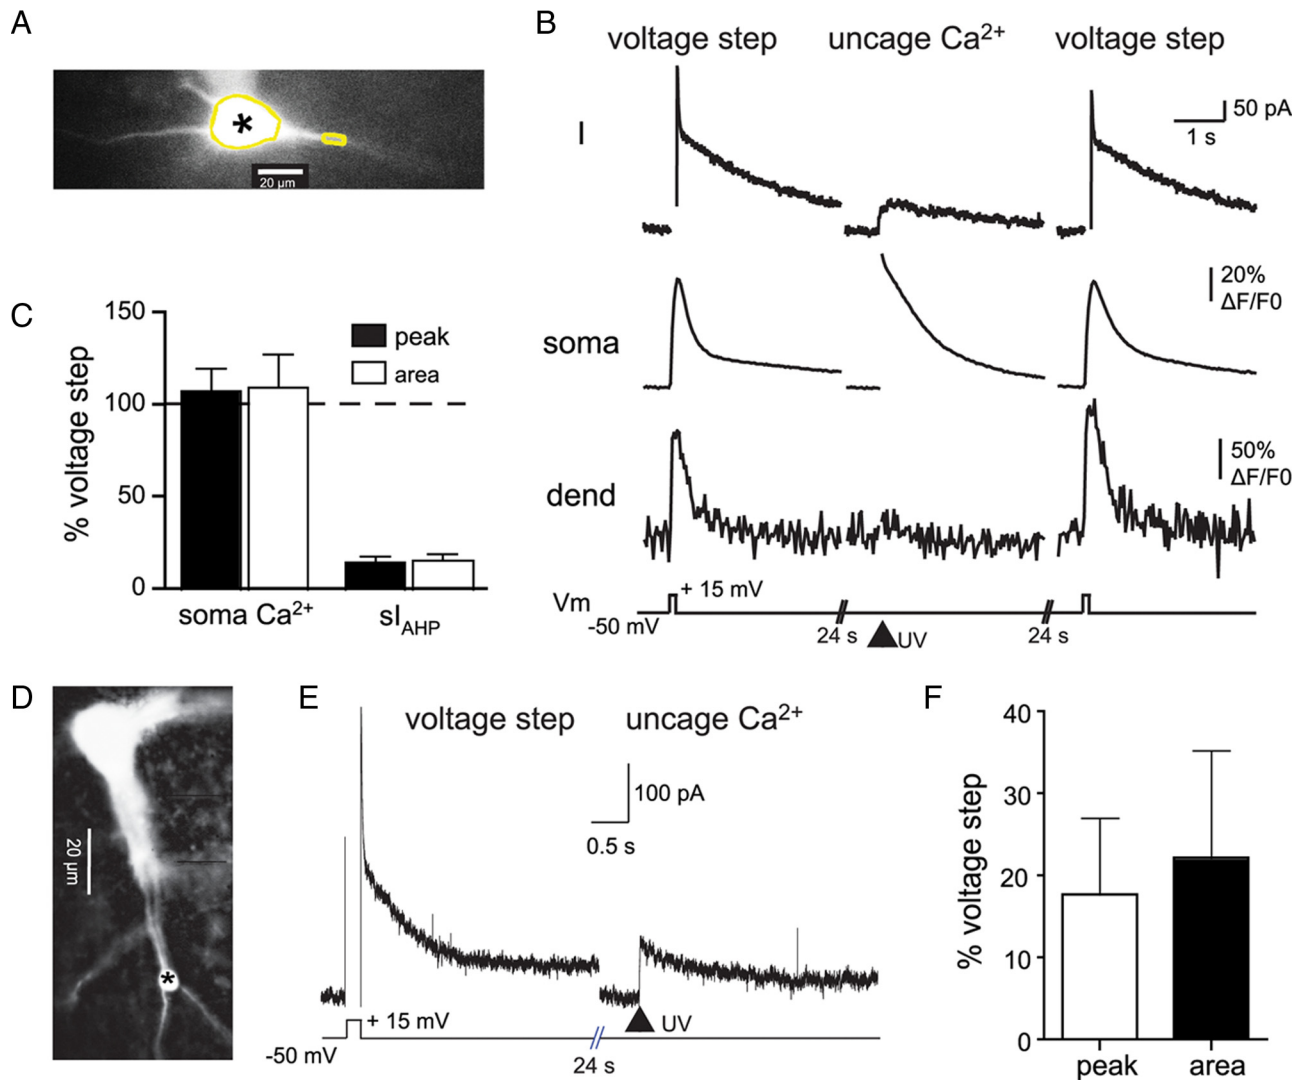 A
*
20 µm
B
voltage step
uncage Ca2+
voltage step
I
50 pA
1 s
soma
20%
ΔF/F0
dend
50%
ΔF/F0
Vm
-50 mV
+ 15 mV
24 s
UV
24 s
C
% voltage step
150
100
50
0
peak
area
soma Ca2+
sIAHP
D
20 µm
*
E
voltage step
uncage Ca2+
100 pA
0.5 s
+ 15 mV
-50 mV
24 s
UV
F
% voltage step
40
30
20
10
0
peak
area